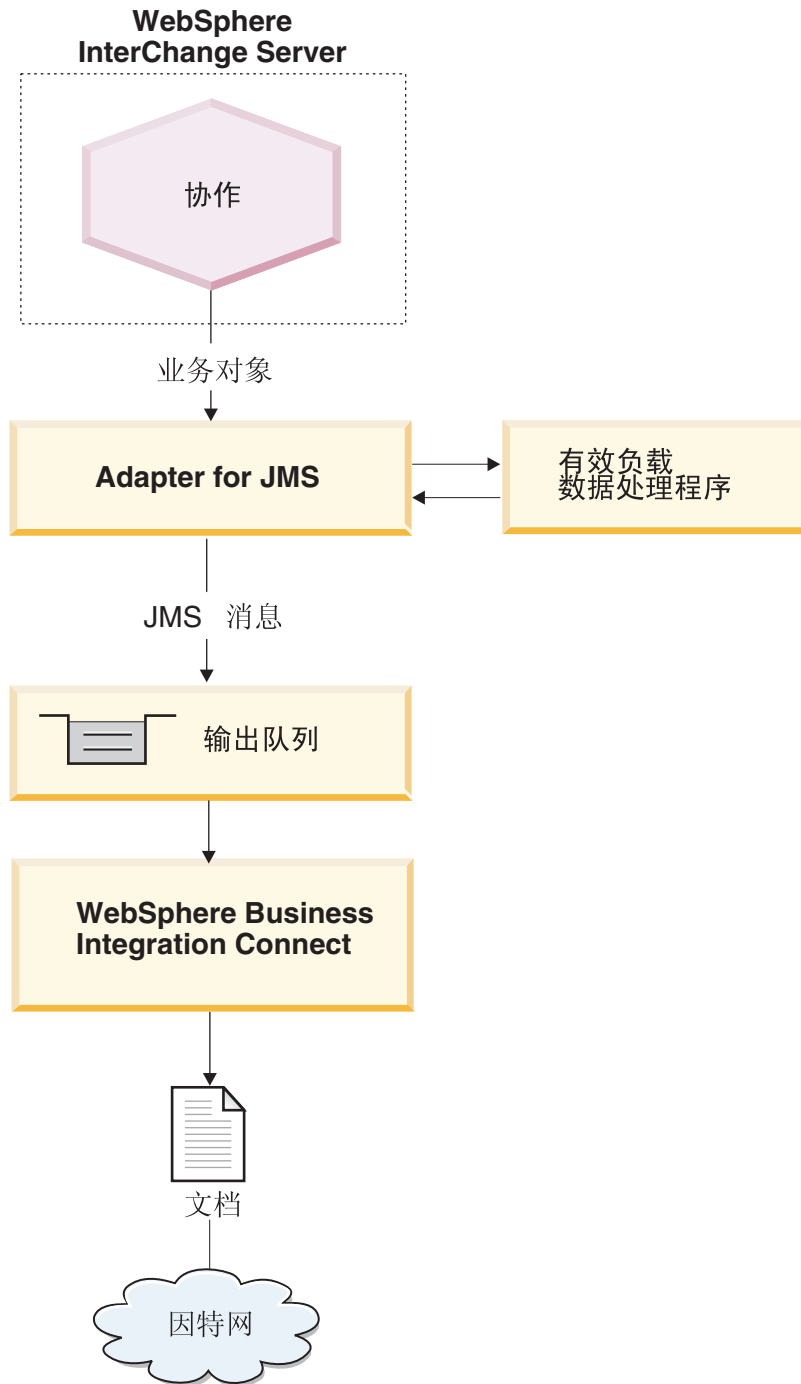 WebSphere
InterChange Server
协作
业务对象
Adapter for JMS
有效负载
数据处理程序
JMS 消息
输出队列
WebSphere Business
Integration Connect
文档
因特网